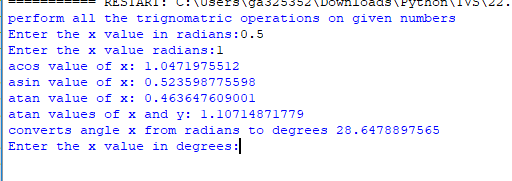 =========== RESTART: C:\Users\ga325352\Downloads\Python\IVS\22.
perform all the trignomatric operations on given numbers
Enter the x value in radians:0.5
Enter the x value radians:1
acos value of x: 1.0471975512
asin value of x: 0.523598775598
atan value of x: 0.463647609001
atan values of x and y: 1.10714871779
converts angle x from radians to degrees 28.6478897565
Enter the x value in degrees: